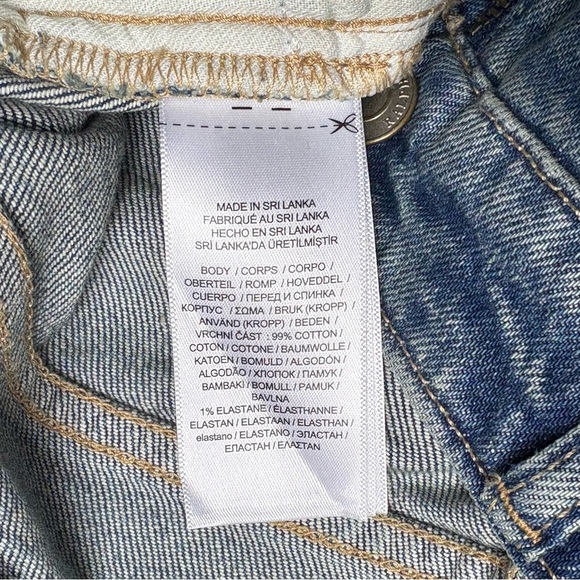 MADE IN SRI LANKA
FABRIQUÉ AU SRI LANKA
HECHO EN SRI LANKA
SRİ LANKA'DA ÜRETİLMİŞTİR
BODY / CORPS / CORPO /
OBERTEIL / ROMP / HOVEDDEL /
CUERPO / ПЕРЕД И СПИНКА /
КОРПУС / ΣΩΜΑ / BRUK (KROPP) /
ANVÄND (KROPP) / BEDEN /
VRCHNÍ ČÁST : 99% COTTON /
COTON / COTONE / BAUMWOLLE /
KATOEN / BOMULD / ALGODÓN /
ALGODÃO / ХЛОПОК / ПАМУК /
BAMBAKI / BOMULL / PAMUK /
BAVLNA
1% ELASTANE / ÉLASTHANNE /
ELASTAN / ELASTAAN / ELASTHAN /
elastano / ELASTANO / ЭЛАСТАН /
ЕЛАСТАН / ELASTAN